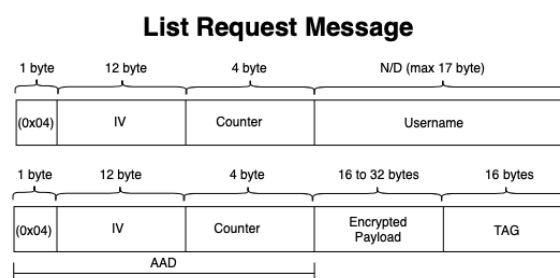 List Request Message
1 byte 12 byte 4 byte N/D (max 17 byte)
(0x04) IV Counter Username
1 byte 12 byte 4 byte 16 to 32 bytes 16 bytes
(0x04) IV Counter Encrypted
Payload TAG
AAD